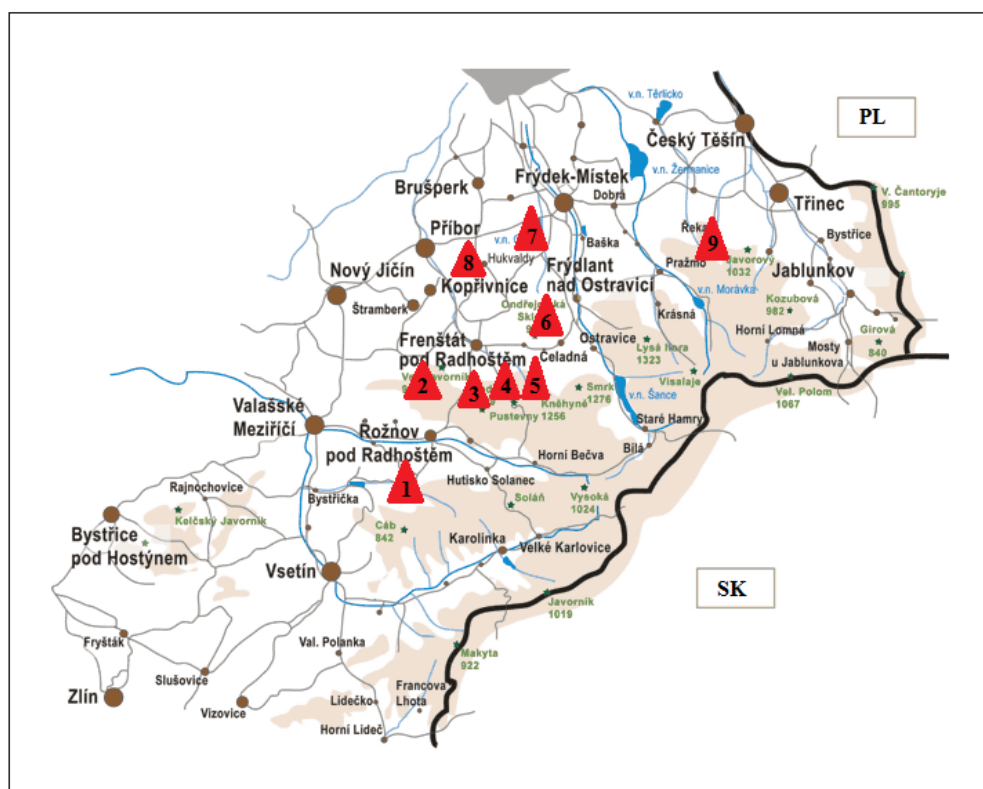 v.n. Těrlicko
PL
Český Těšín
Frýdek-Místek
v.n. Žermanice
Brušperk
Dobrá
Třinec
V. Čantoryje
995
Příbor
7
Řeka
9
Bystřice
8
Baška
Javorový
1032
Hukvaldy
Frýdlant
nad Ostravicí
Pražmo
Jablunkov
Nový Jičín
Kopřivnice
v.n. Morávka
Štramberk
Kozubová
982
6
Krásná
Horní Lomná
Girová
840
Ostravice
Mosty
u Jablunkova
Frenštát
pod Radhoštěm
Čeladná
Lysá hora
1323
Visalaje
Vel. Polom
1067
2
3
4
5
Kněhyně
1256
Smrk
1276
v.n. Šance
Pustevny
Valašské
Meziříčí
Staré Hamry
Rožnov
pod Radhoštěm
Bílá
Horní Bečva
1
Hutisko Solanec
Rajnochovice
Bystřička
Soláň
Vysoká
1024
Kelčský Javorník
Bystřice
pod Hostýnem
Cáb
842
Karolinka
Velké Karlovice
Vsetín
SK
Javorník
1019
Fryšták
Val. Polanka
Makyta
922
Slušovice
Zlín
Vizovice
Lidečko
Francova
Lhota
Horní Lideč